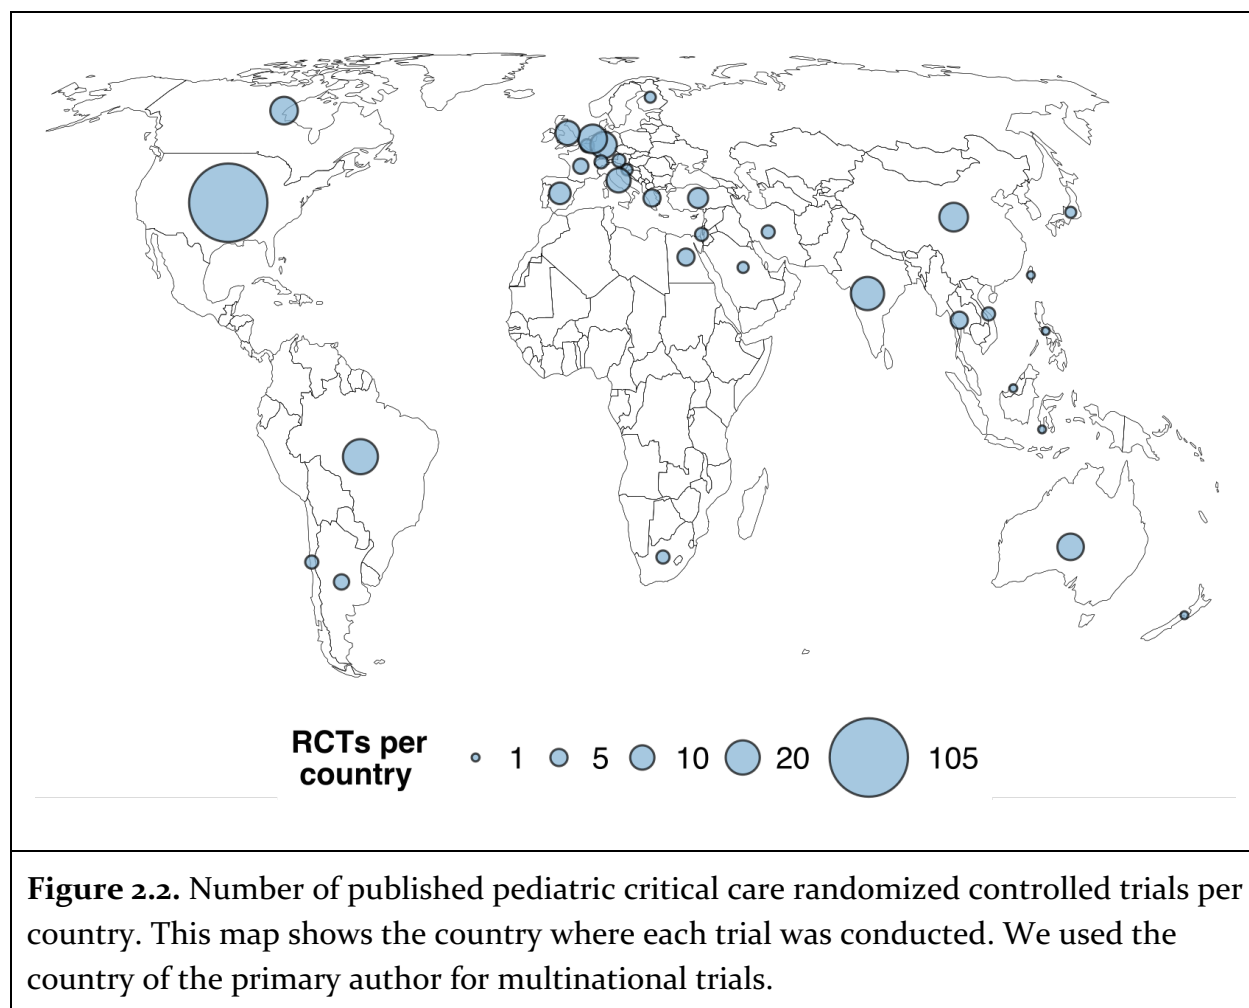 RCTs per
country
1 5 10 20 105
Figure 2.2. Number of published pediatric critical care randomized controlled trials per
country. This map shows the country where each trial was conducted. We used the
country of the primary author for multinational trials.